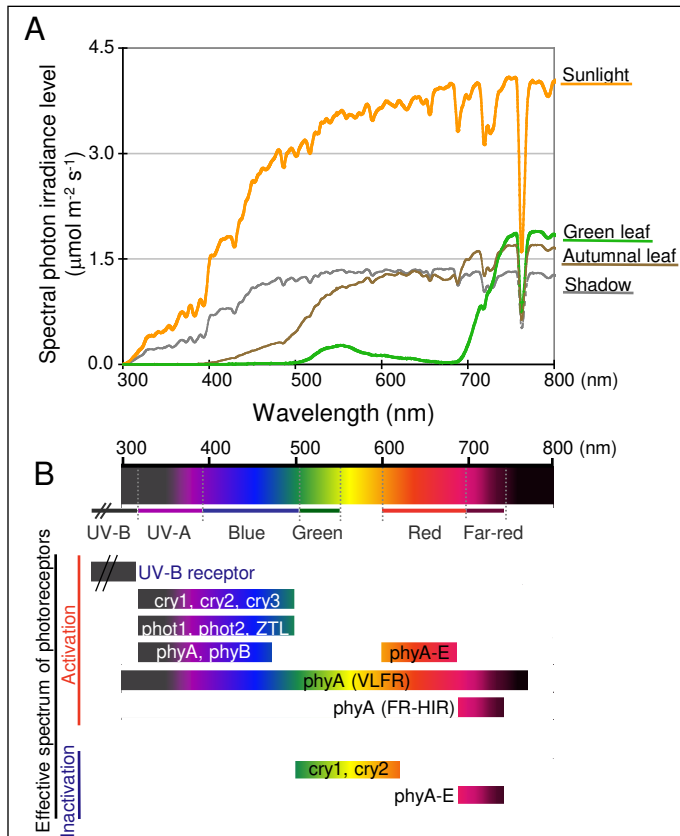 A
Spectral photon irradiance level
(μmol m⁻² s⁻¹)
4.5
3.0
1.5
0.0
Sunlight
Green leaf
Autumnal leaf
Shadow
300 400 500 600 700 800 (nm)
Wavelength (nm)
B
300 400 500 600 700 800 (nm)
UV-B UV-A Blue Green Red Far-red
Effective spectrum of photoreceptors
Activation
UV-B receptor
cry1, cry2, cry3
phot1, phot2, ZTL
phyA, phyB phyA-E
phyA (VLFR)
phyA (FR-HIR)
Inactivation
cry1, cry2
phyA-E